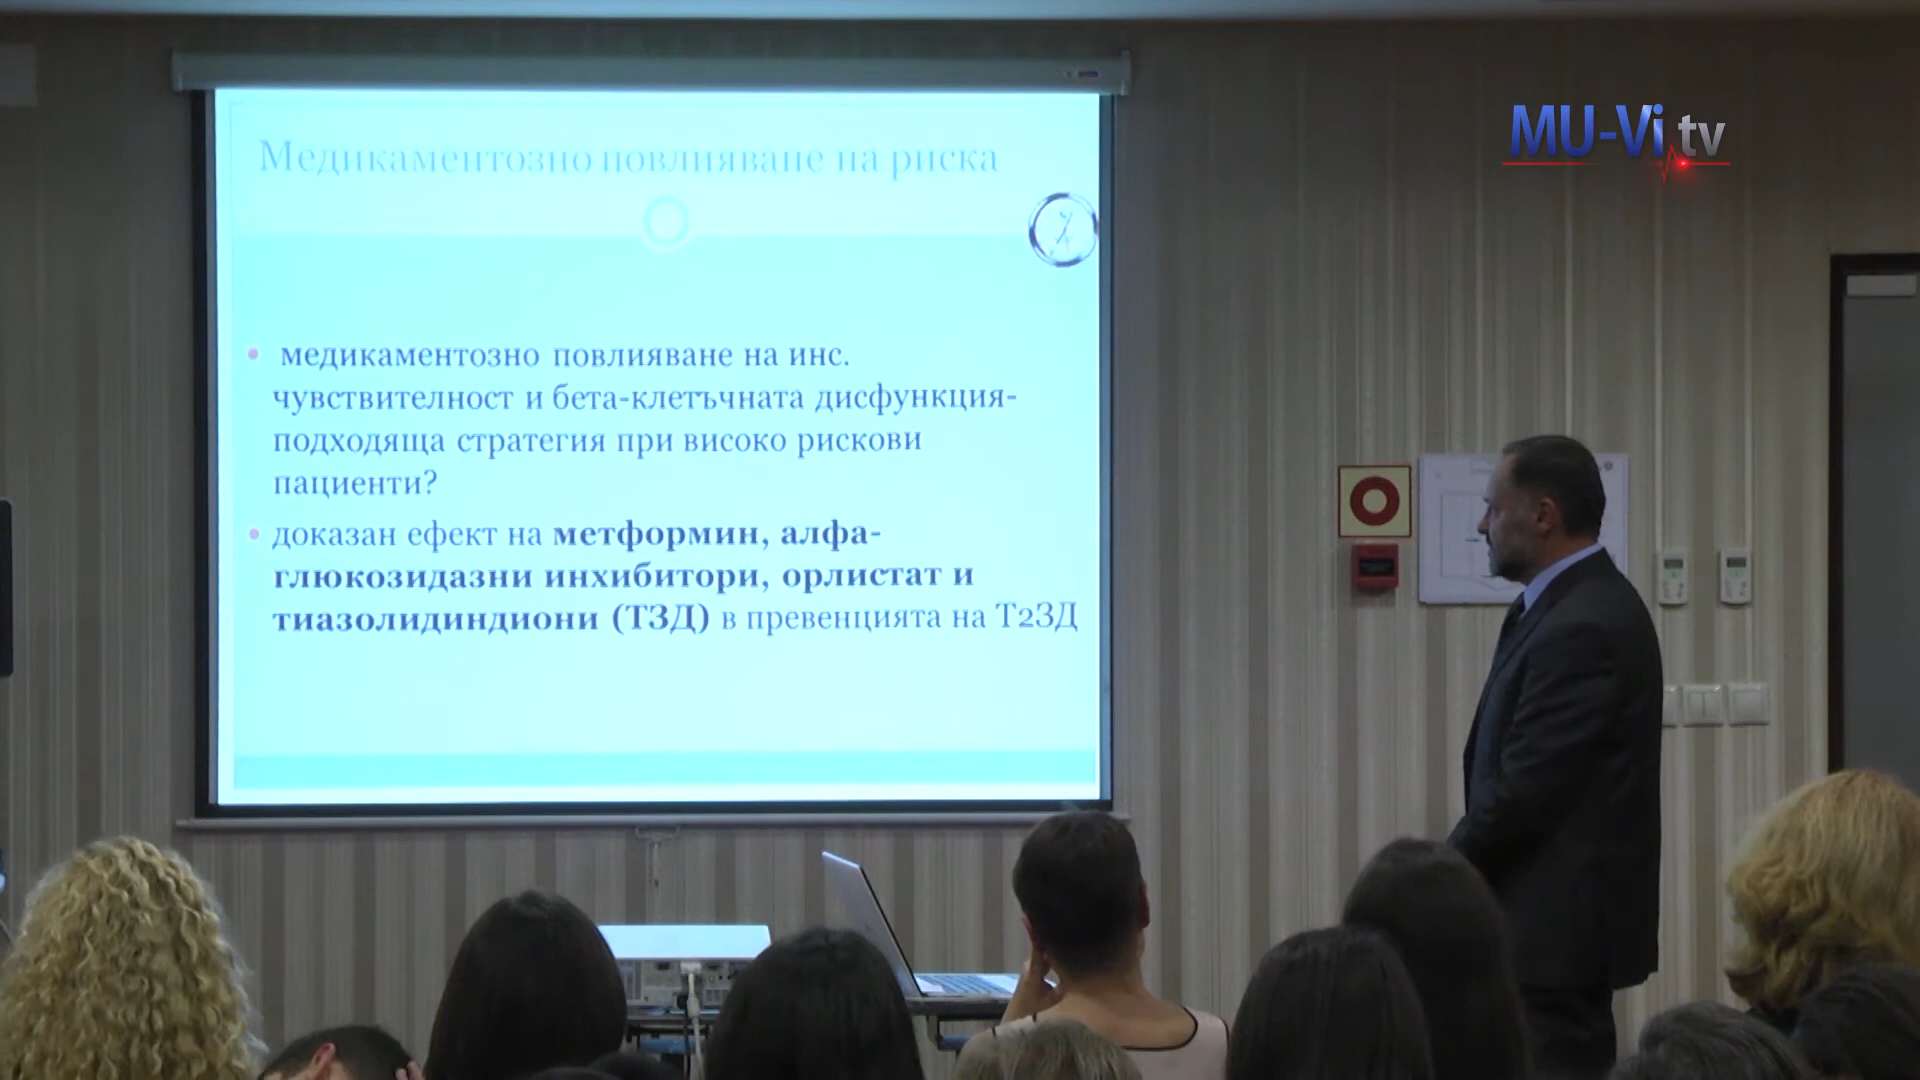 MU-Vi.tv
Медикаментозно повлияване на риска
• медикаментозно повлияване на инс.
чувствителност и бета-клетъчната дисфункция-
подходяща стратегия при високо рискови
пациенти?
• доказан ефект на метформин, алфа-
глюкозидазни инхибитори, орлистат и
тиазолидиндиони (ТЗД) в превенцията на Т2ЗД